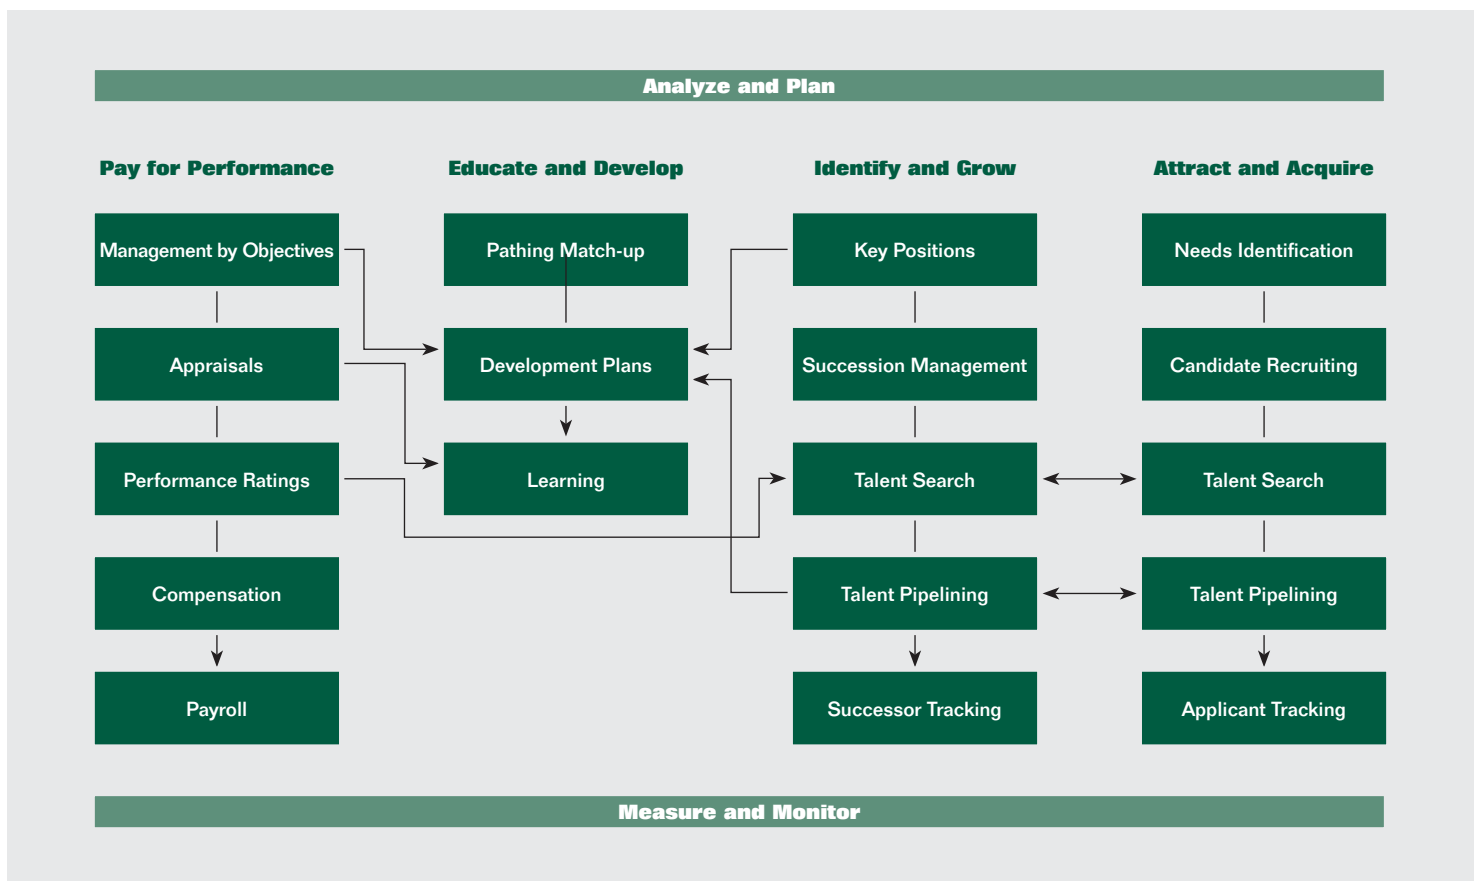 Analyze and Plan
Pay for Performance
Management by Objectives
Appraisals
Performance Ratings
Compensation
Payroll
Educate and Develop
Pathing Match-up
Development Plans
Learning
Identify and Grow
Key Positions
Succession Management
Talent Search
Talent Pipelining
Successor Tracking
Attract and Acquire
Needs Identification
Candidate Recruiting
Talent Search
Talent Pipelining
Applicant Tracking
Measure and Monitor